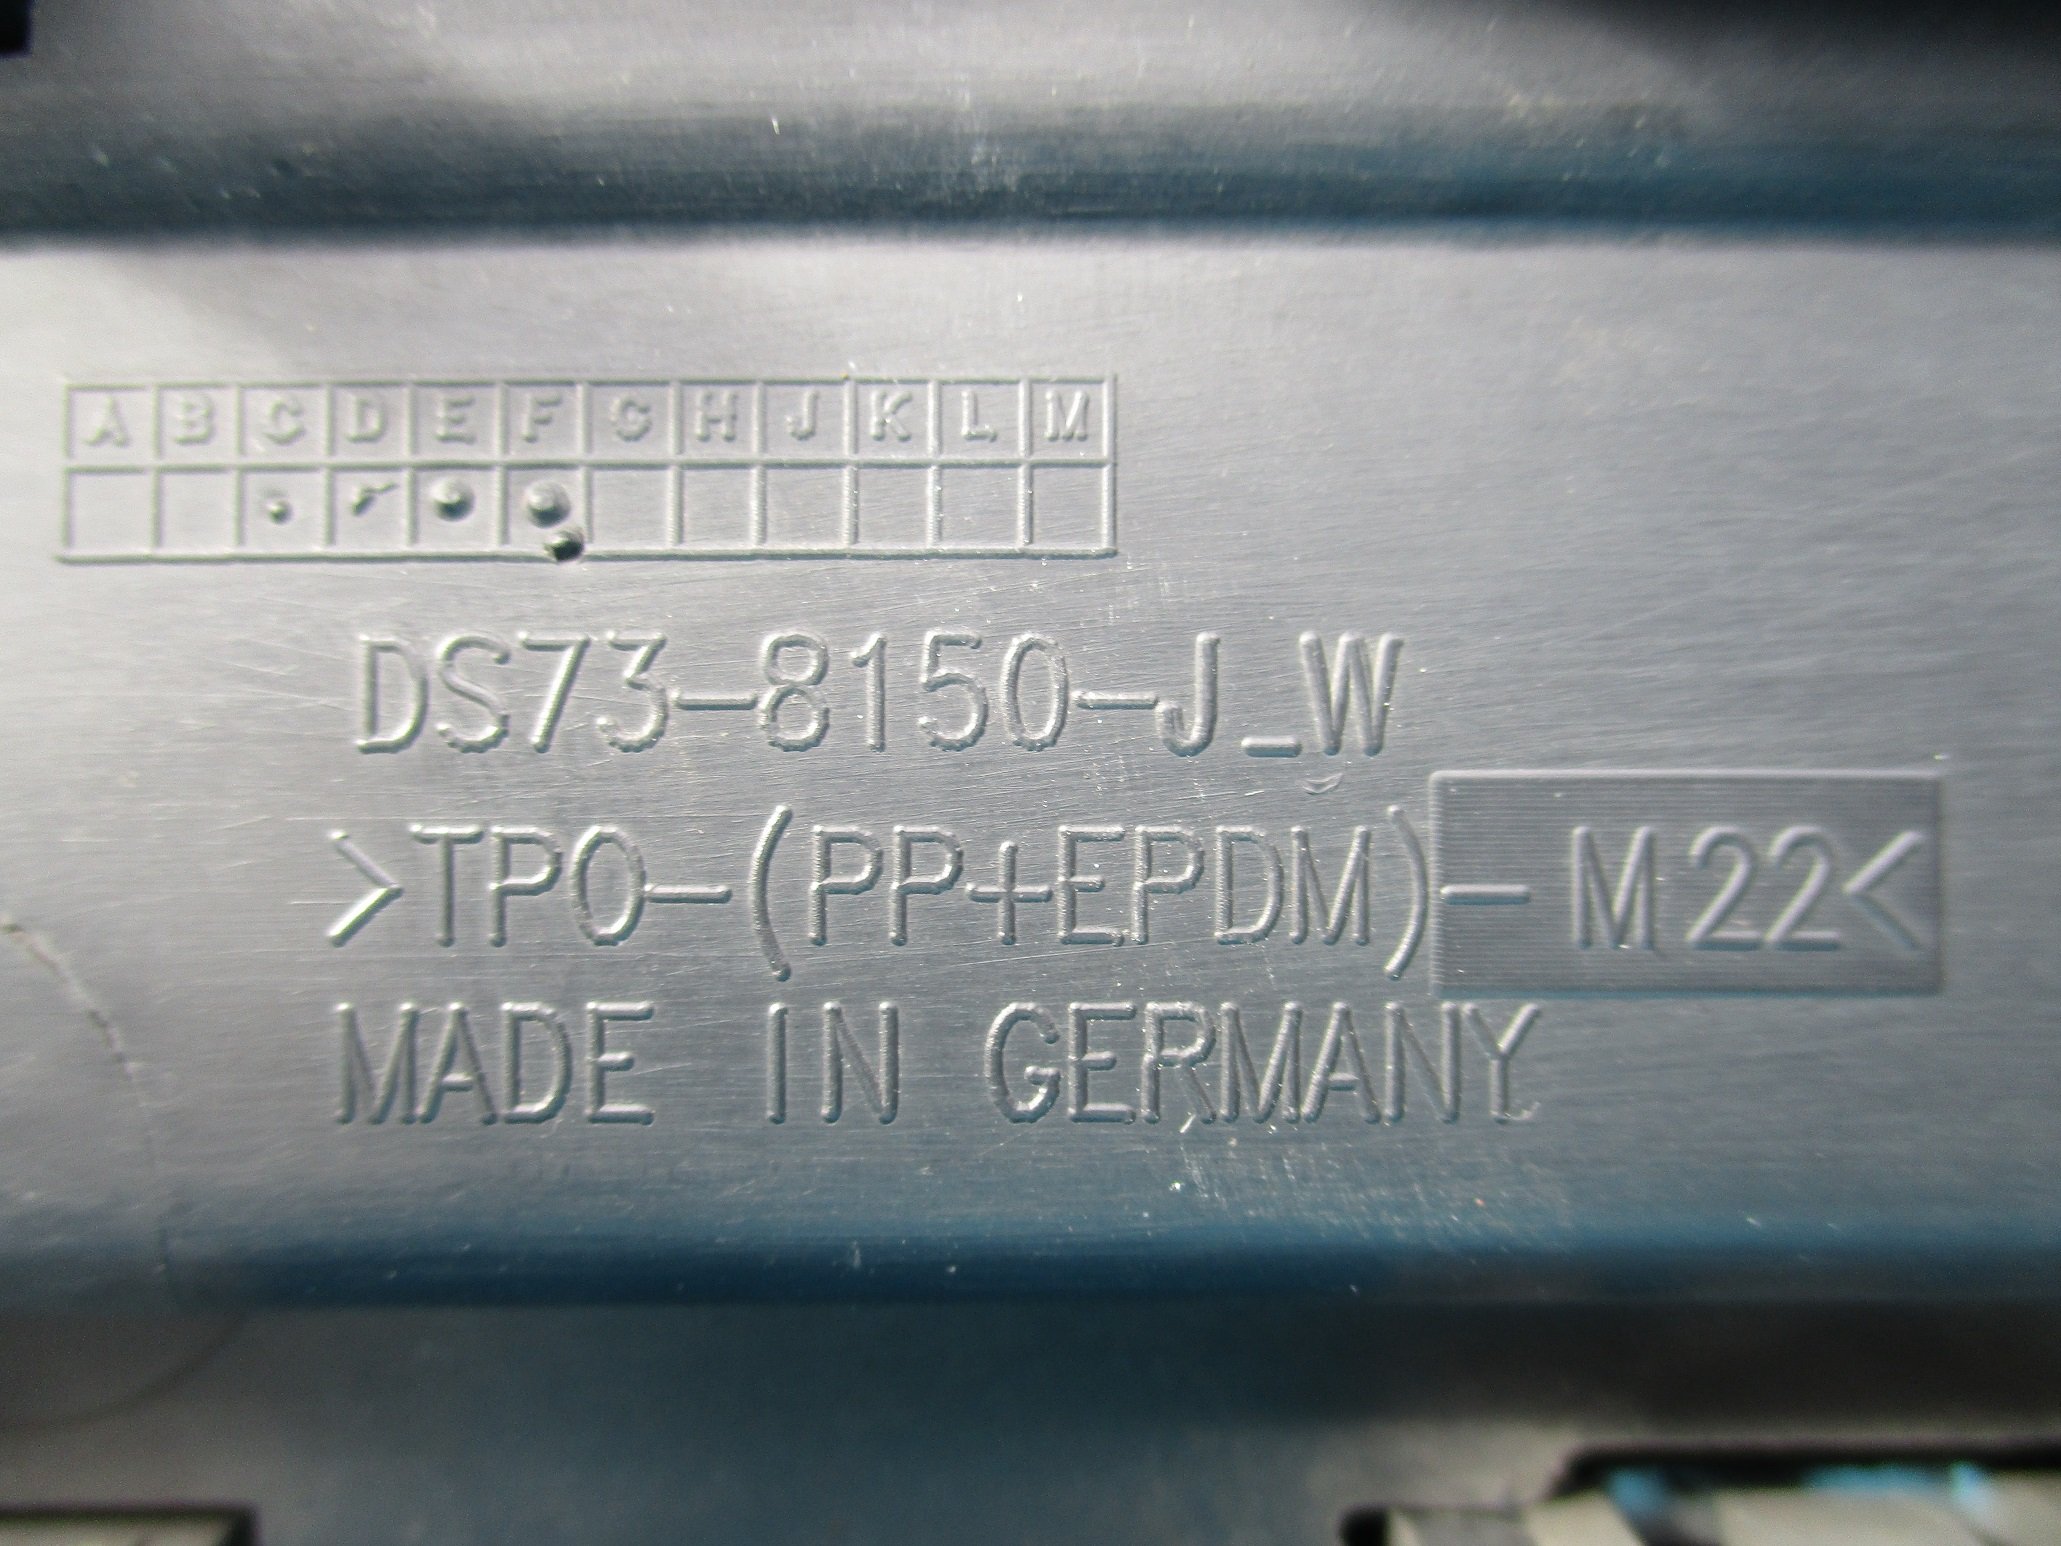 A B C D E F G H J K L M
DS73-8150-J_W
>TPO-(PP+EPDM)- M22<
MADE IN GERMANY